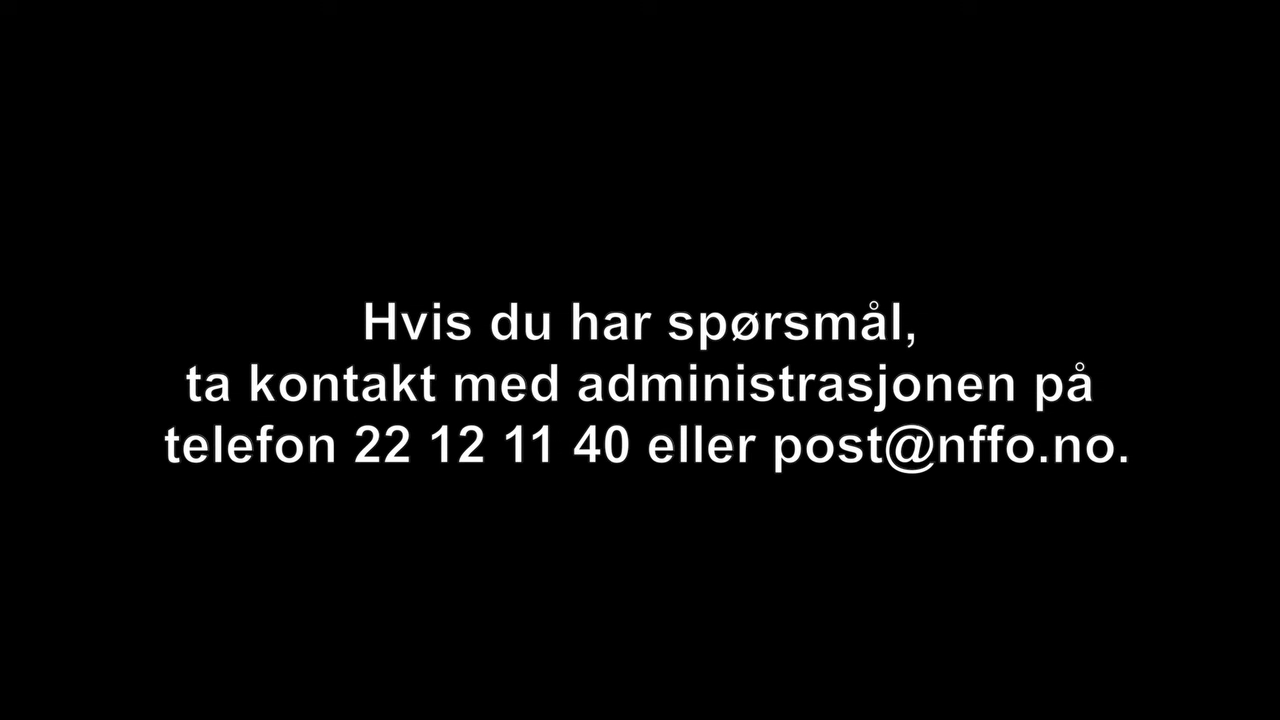 Hvis du har spørsmål,
ta kontakt med administrasjonen på
telefon 22 12 11 40 eller post@nffo.no.